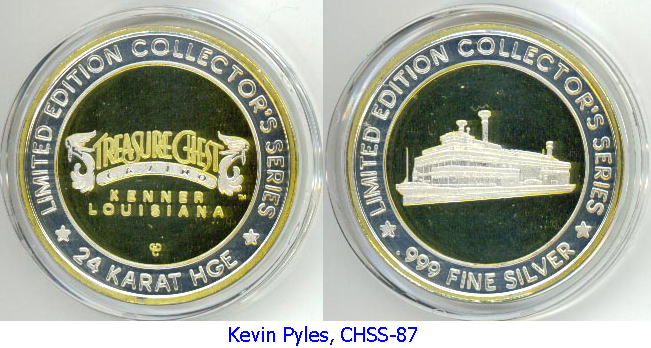 LIMITED EDITION COLLECTOR'S SERIES
TREASURE CHEST
CASINO
TM
KENNER
LOUISIANA
★ 24 KARAT HGE ★
LIMITED EDITION COLLECTOR'S SERIES
★ .999 FINE SILVER ★
Kevin Pyles, CHSS-87